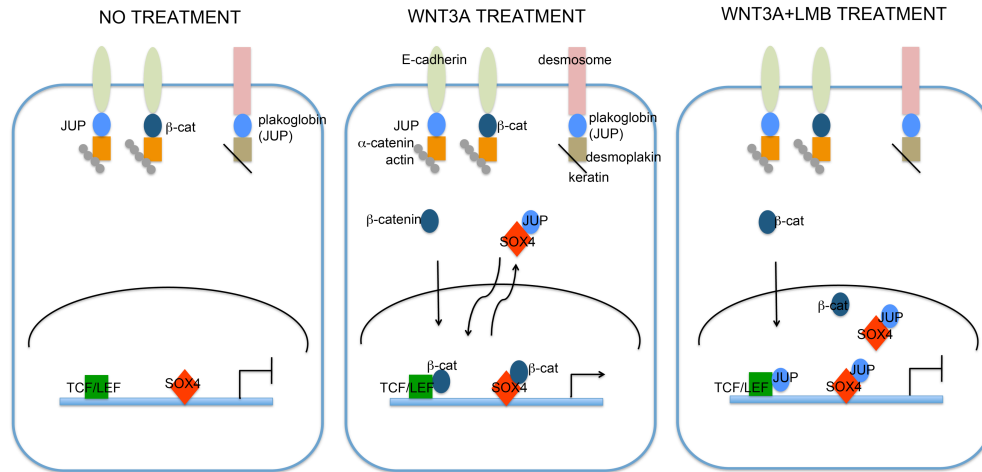 NO TREATMENT
JUP
β-cat
plakoglobin
(JUP)
TCF/LEF
SOX4
WNT3A TREATMENT
E-cadherin
desmosome
JUP
β-cat
plakoglobin
(JUP)
α-catenin
actin
desmoplakin
keratin
β-catenin
JUP
SOX4
β-cat
β-cat
TCF/LEF
SOX4
WNT3A+LMB TREATMENT
β-cat
β-cat
JUP
SOX4
TCF/LEF
JUP
JUP
SOX4